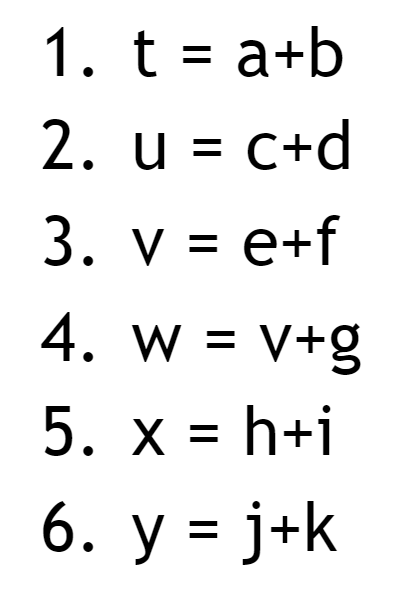 1. t = a+b
2. u = c+d
3. v = e+f
4. w = v+g
5. x = h+i
6. y = j+k